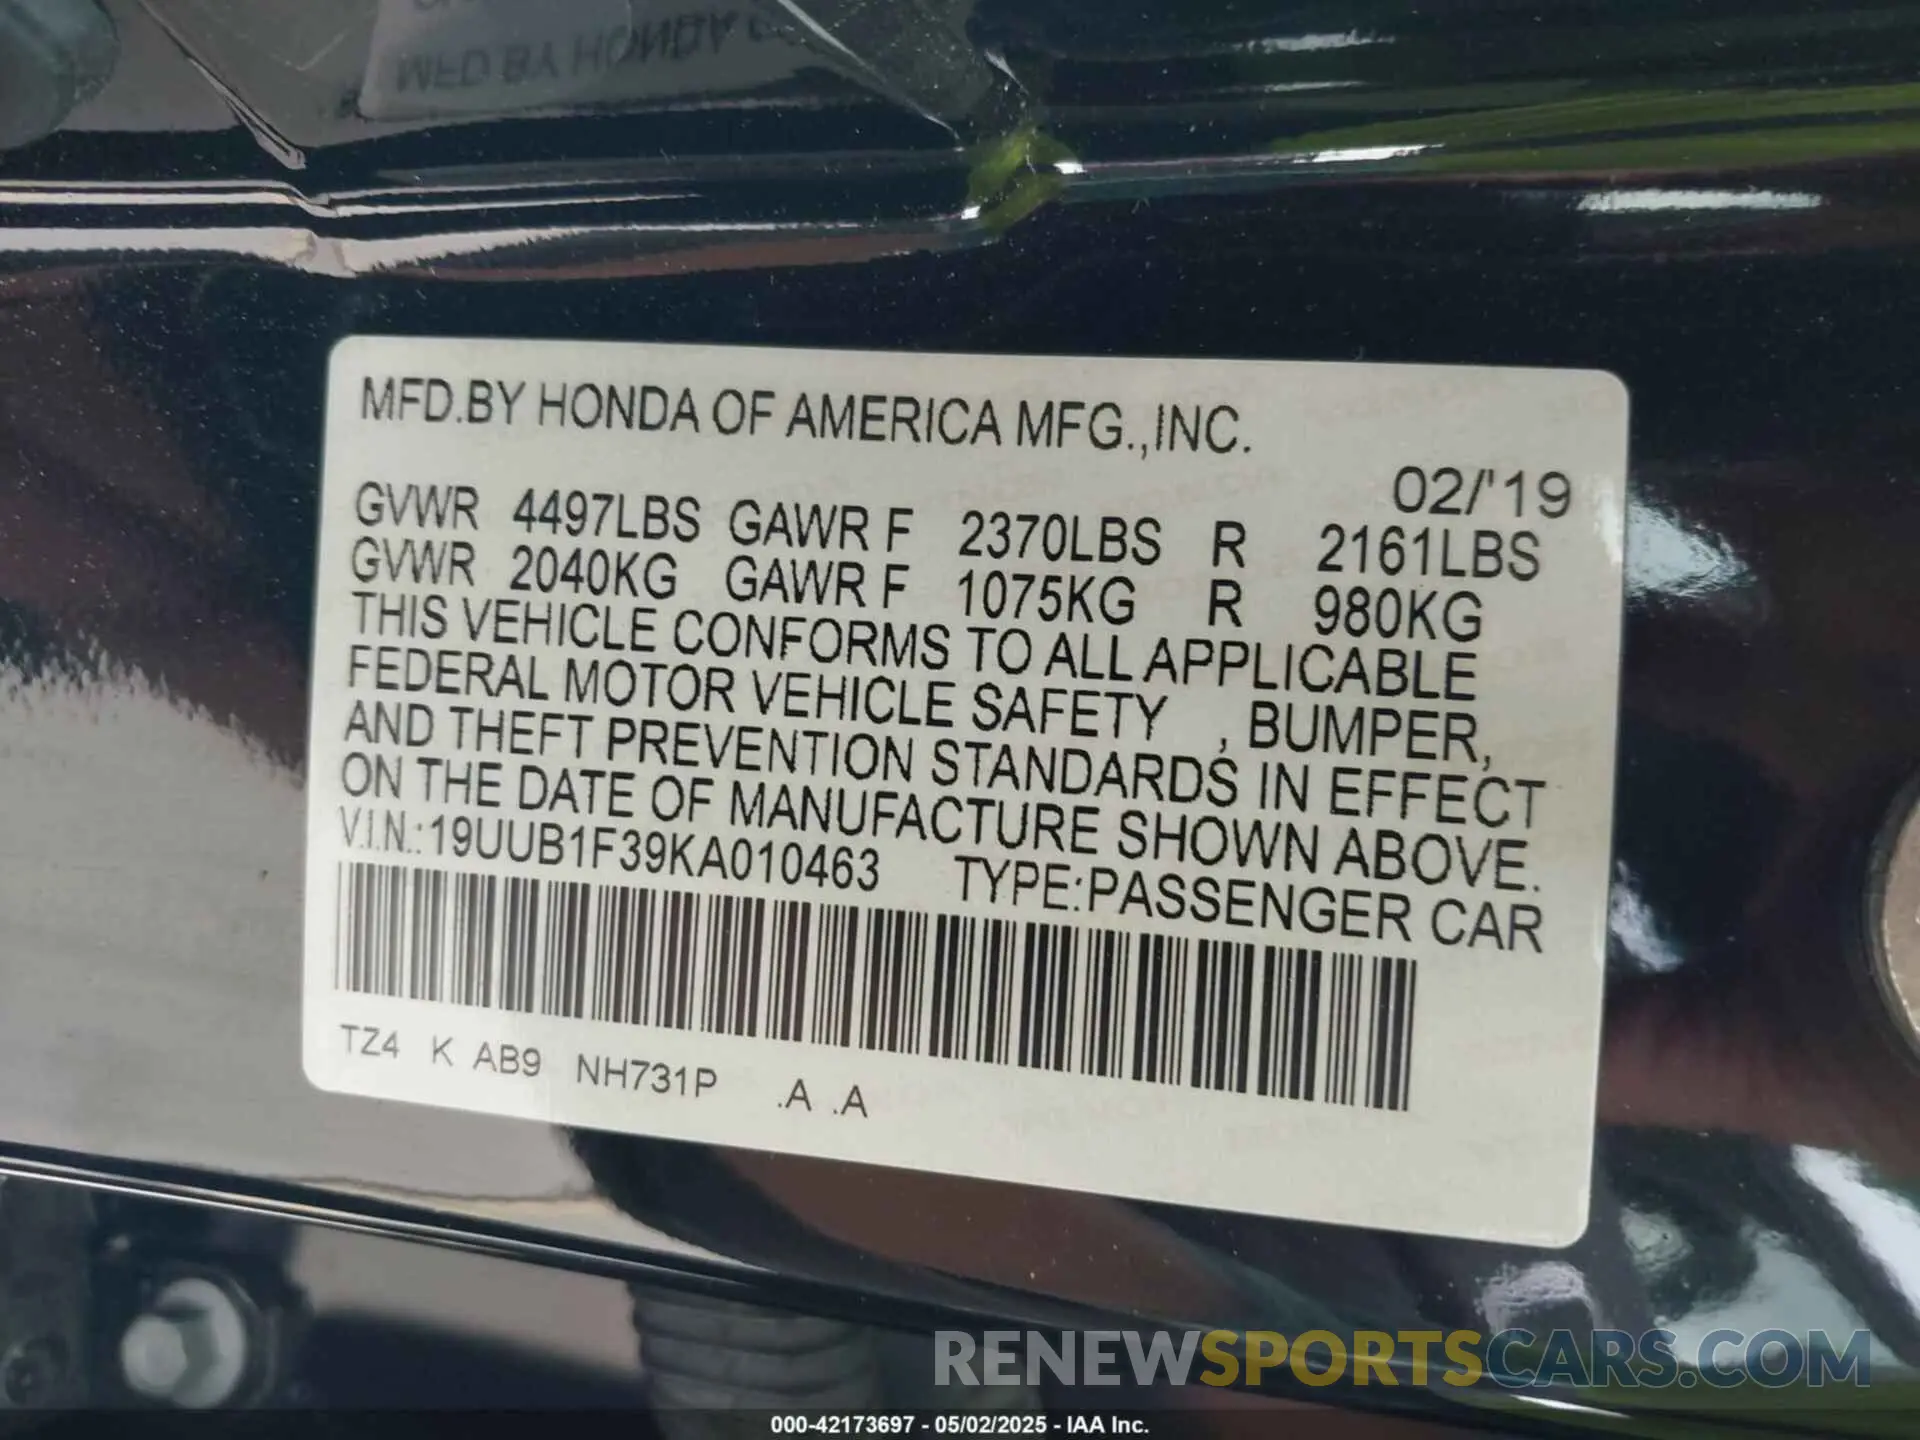 MFD BY HONDA
MFD.BY HONDA OF AMERICA MFG.,INC.
02/'19
GVWR 4497LBS GAWR F 2370LBS R 2161LBS
GVWR 2040KG GAWR F 1075KG R 980KG
THIS VEHICLE CONFORMS TO ALL APPLICABLE
FEDERAL MOTOR VEHICLE SAFETY , BUMPER,
AND THEFT PREVENTION STANDARDS IN EFFECT
ON THE DATE OF MANUFACTURE SHOWN ABOVE.
V.I.N.:19UUB1F39KA010463 TYPE:PASSENGER CAR
TZ4 K AB9 NH731P .A .A
RENEWSPORTSCARS.COM
000-42173697 - 05/02/2025 - IAA Inc.